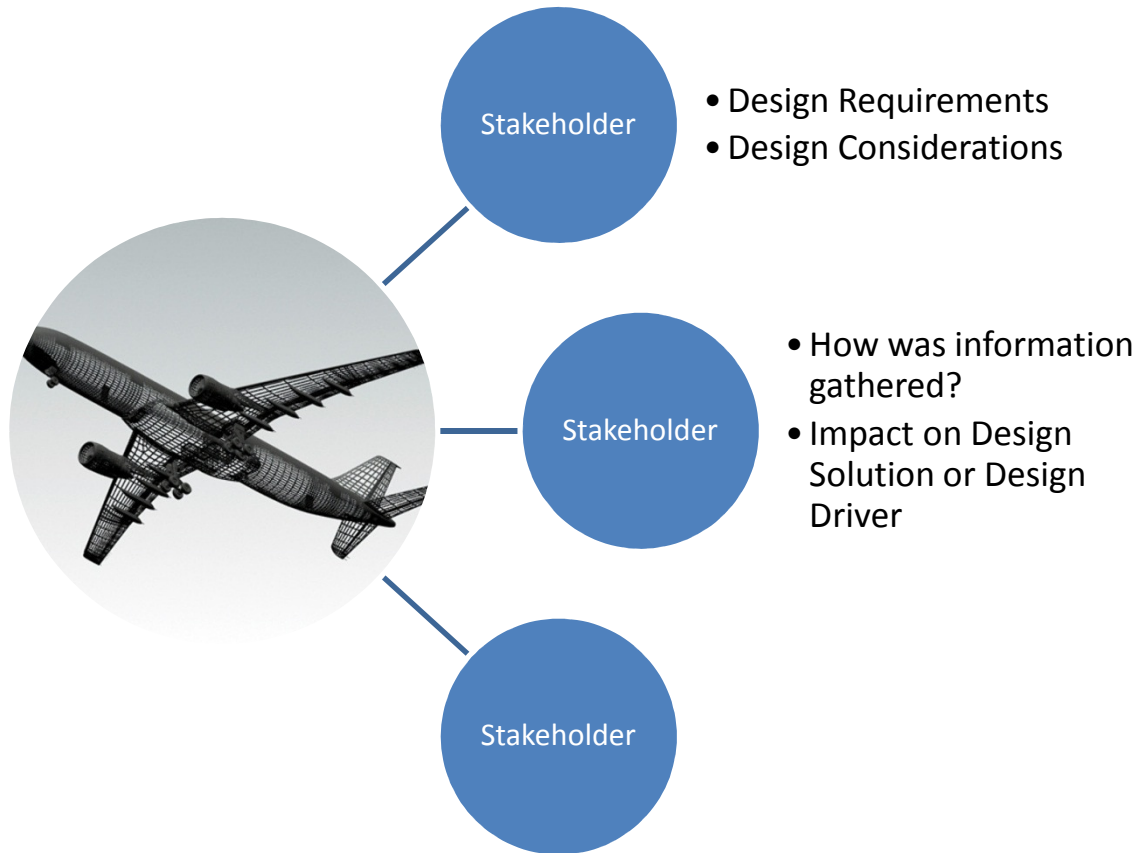 Stakeholder
• Design Requirements
• Design Considerations
Stakeholder
• How was information
gathered?
• Impact on Design
Solution or Design
Driver
Stakeholder